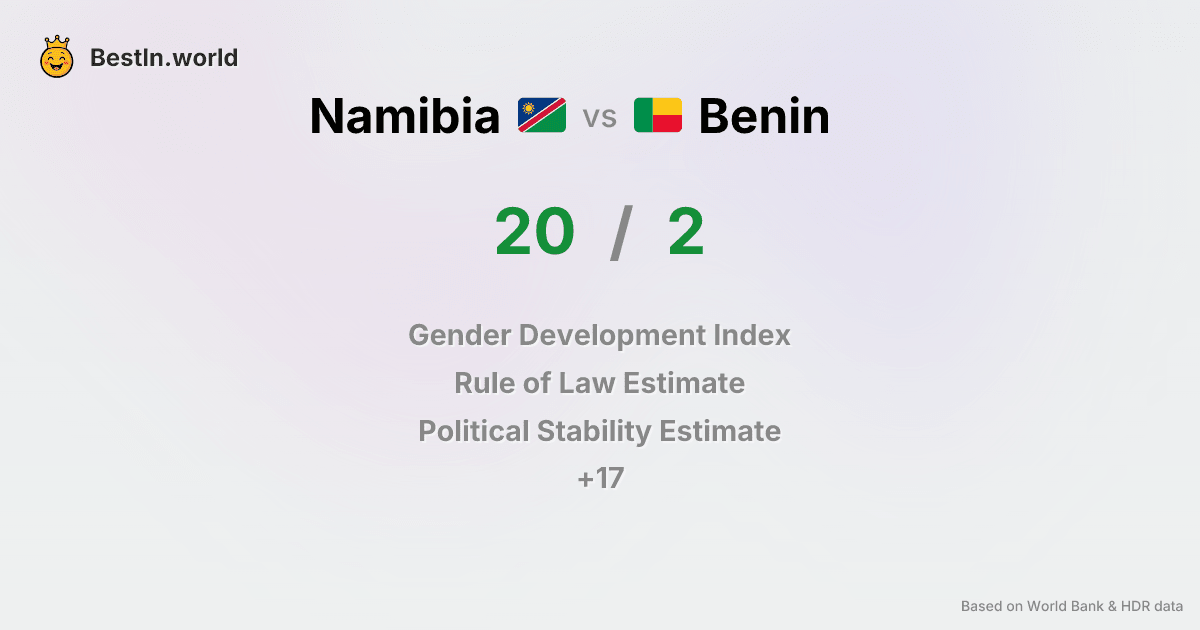 BestIn.world
Namibia vs Benin
20 / 2
Gender Development Index
Rule of Law Estimate
Political Stability Estimate
+17
Based on World Bank & HDR data